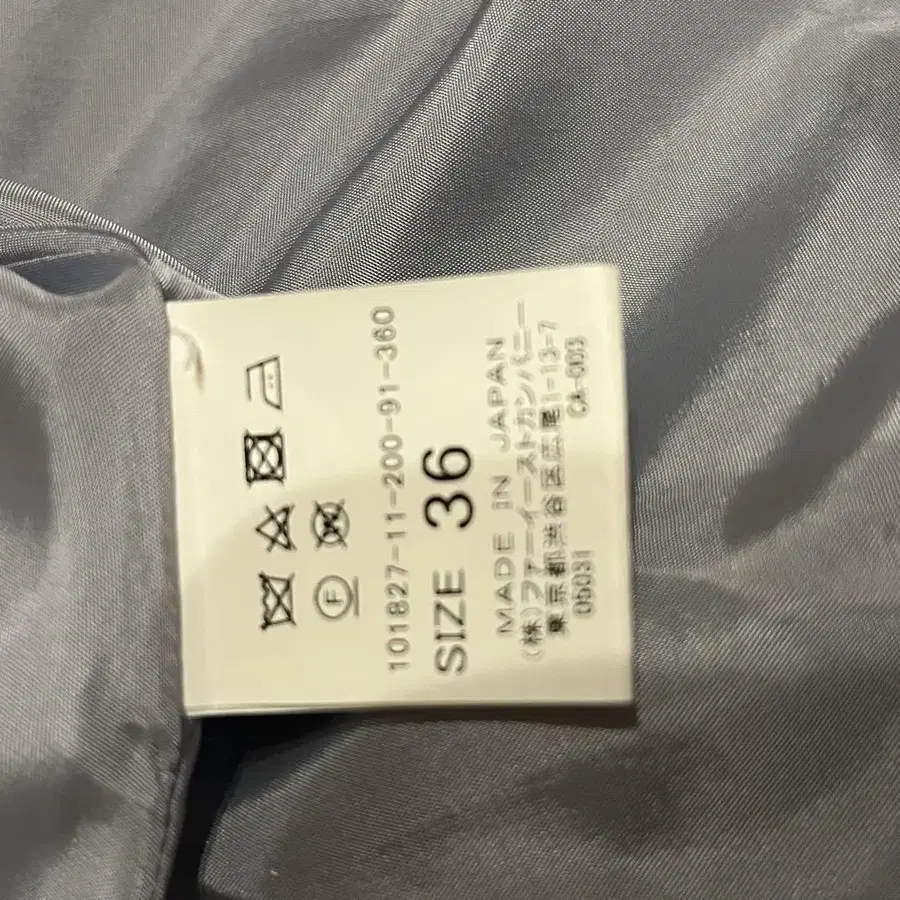 F
101827-11-200-91-360
SIZE 36
MADE IN JAPAN
(株)ファーイーストカンパニー
東京都渋谷区広尾1-13-7
05031 CA-003